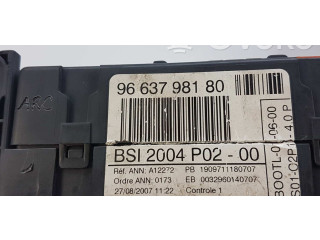 96 637 981 80
BSI 2004 P02 - 00
Réf. ANN: A12272 PB 1909711180707
Ordre ANN: 0173 EB 0032960140707
27/08/2007 11:22 Controle 1